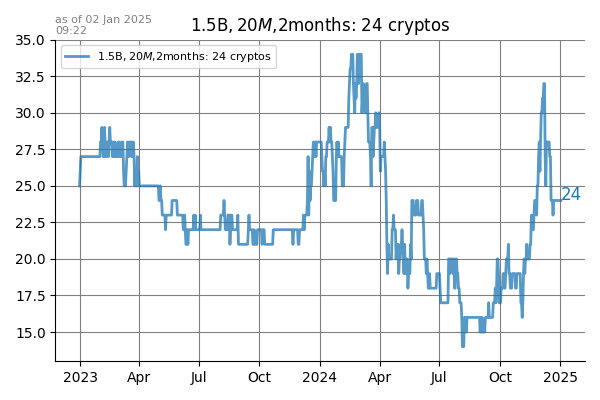 as of 02 Jan 2025
09:22
1.5B, 20M,2months: 24 cryptos
1.5B, 20M,2months: 24 cryptos
35.0
32.5
30.0
27.5
25.0
22.5
20.0
17.5
15.0
24
2023 Apr Jul Oct 2024 Apr Jul Oct 2025